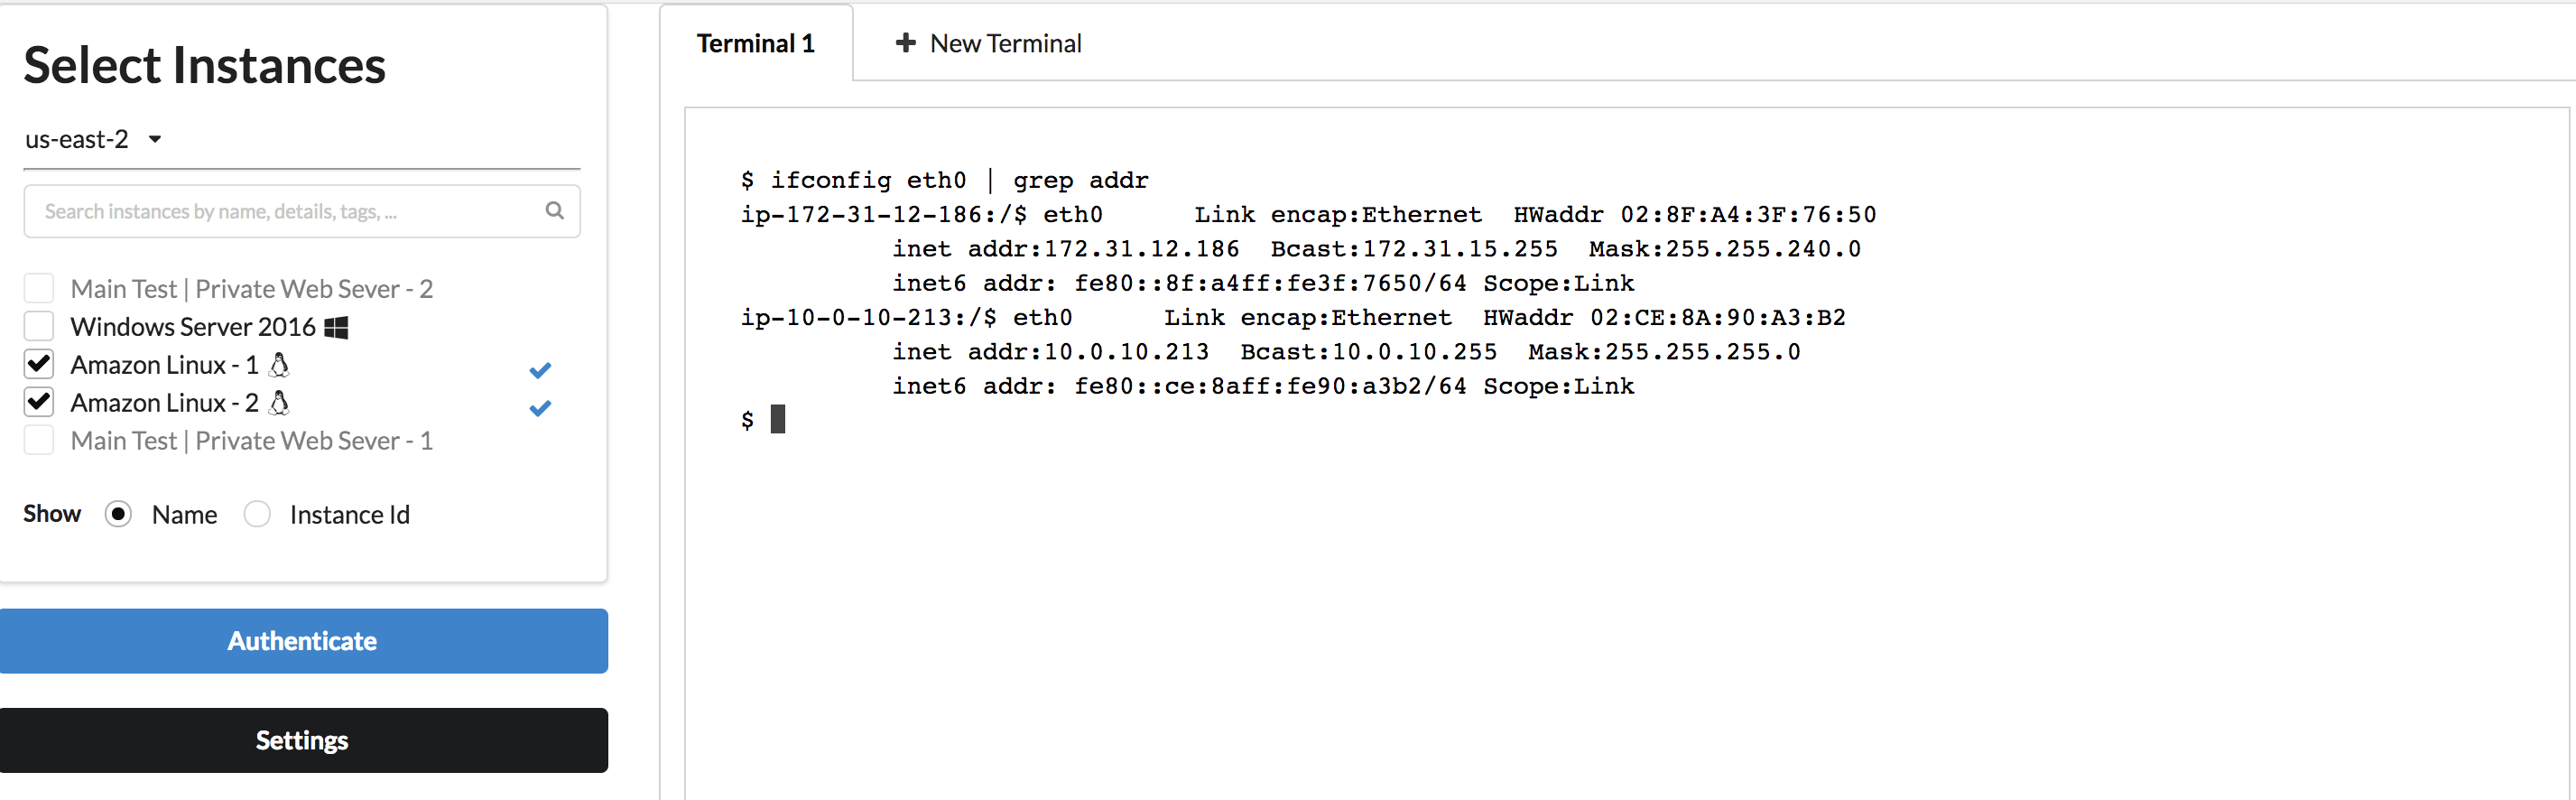 Select Instances
us-east-2
Search instances by name, details, tags, ...
Main Test | Private Web Sever - 2
Windows Server 2016
Amazon Linux - 1
Amazon Linux - 2
Main Test | Private Web Sever - 1
Show Name Instance Id
Authenticate
Settings
Terminal 1 + New Terminal
$ ifconfig eth0 | grep addr
ip-172-31-12-186:/$ eth0      Link encap:Ethernet  HWaddr 02:8F:A4:3F:76:50
          inet addr:172.31.12.186  Bcast:172.31.15.255  Mask:255.255.240.0
          inet6 addr: fe80::8f:a4ff:fe3f:7650/64 Scope:Link
ip-10-0-10-213:/$ eth0      Link encap:Ethernet  HWaddr 02:CE:8A:90:A3:B2
          inet addr:10.0.10.213  Bcast:10.0.10.255  Mask:255.255.255.0
          inet6 addr: fe80::ce:8aff:fe90:a3b2/64 Scope:Link
$